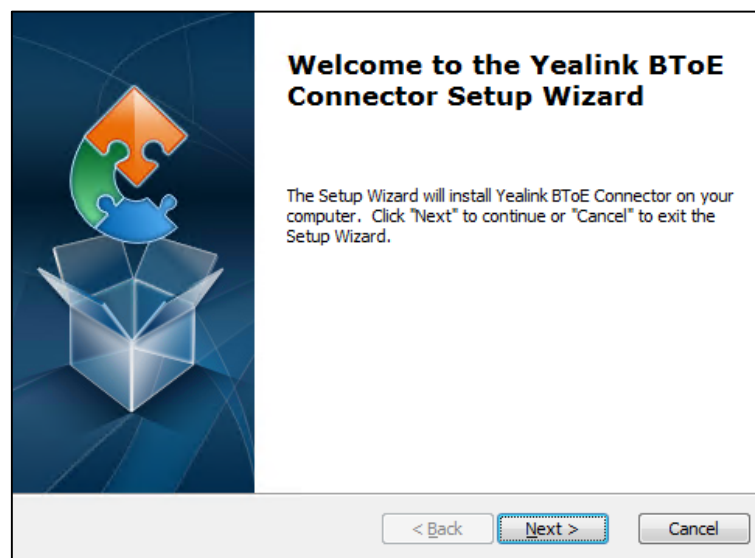 Welcome to the Yealink BToE
Connector Setup Wizard
The Setup Wizard will install Yealink BToE Connector on your
computer.  Click "Next" to continue or "Cancel" to exit the
Setup Wizard.
< Back
Next >
Cancel